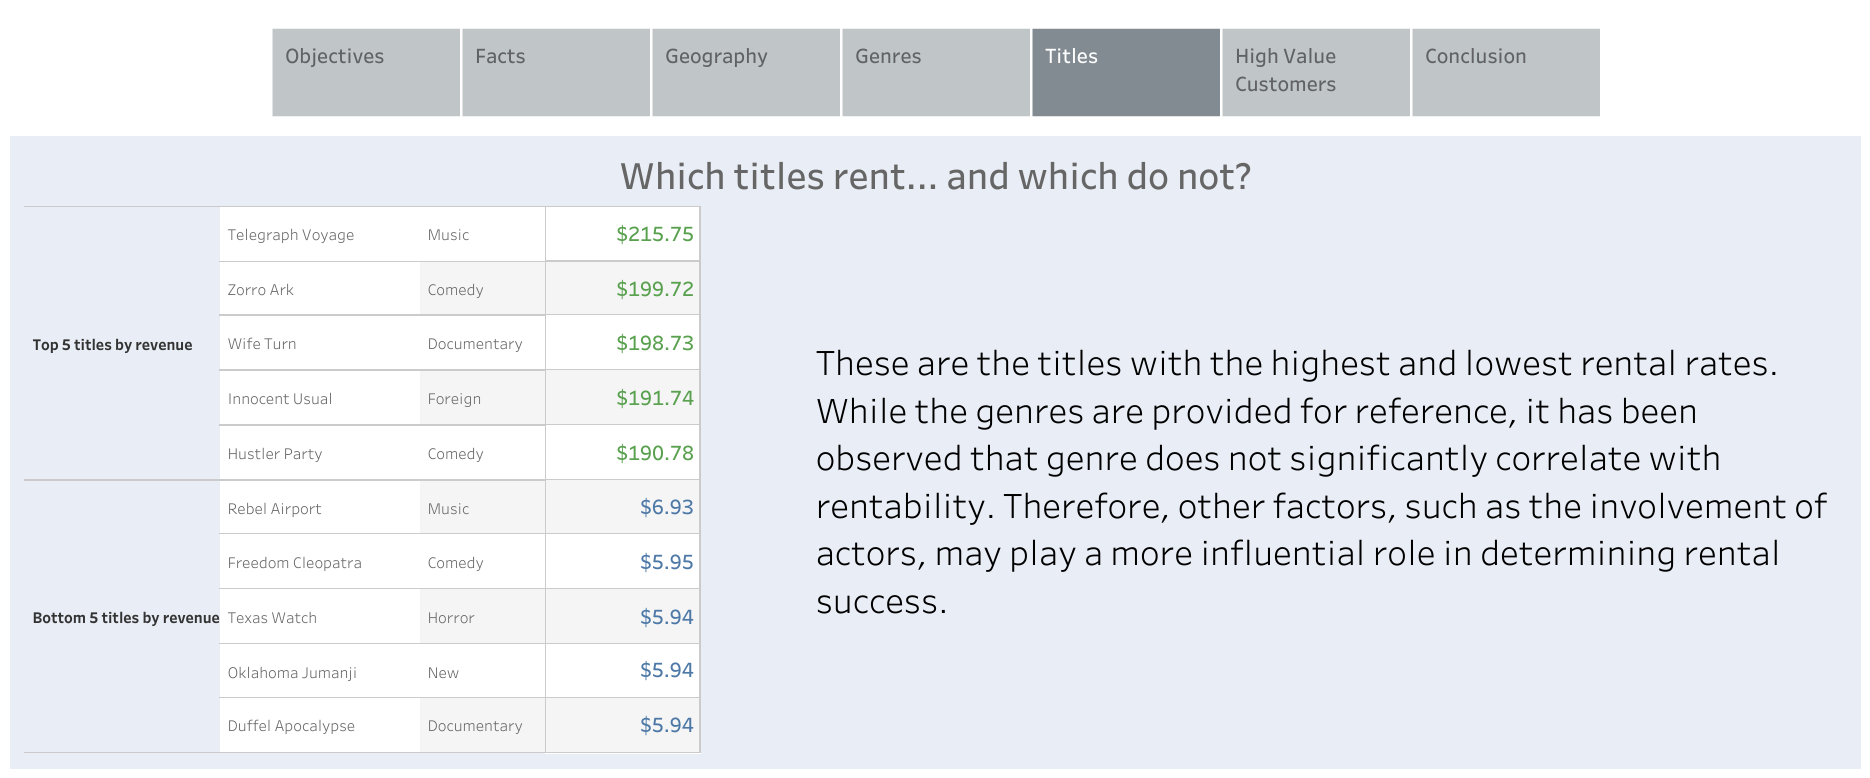 Objectives
Facts
Geography
Genres
Titles
High Value
Customers
Conclusion
Which titles rent... and which do not?
Top 5 titles by revenue
Telegraph Voyage Music $215.75
Zorro Ark Comedy $199.72
Wife Turn Documentary $198.73
Innocent Usual Foreign $191.74
Hustler Party Comedy $190.78
Bottom 5 titles by revenue
Rebel Airport Music $6.93
Freedom Cleopatra Comedy $5.95
Texas Watch Horror $5.94
Oklahoma Jumanji New $5.94
Duffel Apocalypse Documentary $5.94
These are the titles with the highest and lowest rental rates.
While the genres are provided for reference, it has been
observed that genre does not significantly correlate with
rentability. Therefore, other factors, such as the involvement of
actors, may play a more influential role in determining rental
success.